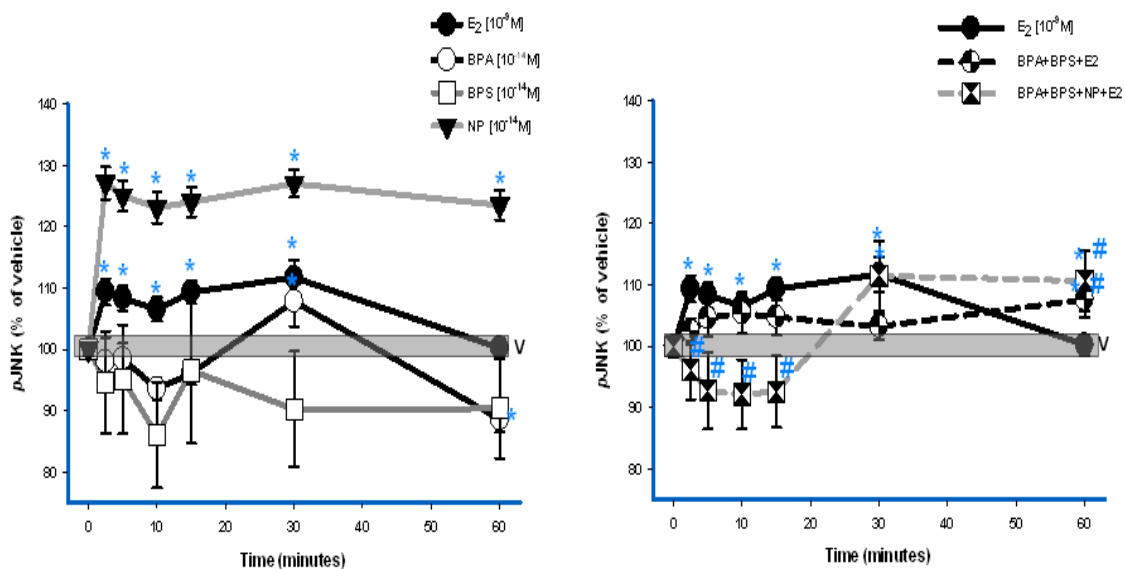 E₂ [10⁻⁹M]
BPA [10⁻¹⁴M]
BPS [10⁻¹⁴M]
NP [10⁻¹⁴M]
pJNK (% of vehicle)
140
130
120
110
100
90
80
* * * * * *
* * * * *
*
*
V
0 10 20 30 40 50 60
Time (minutes)
E₂ [10⁻⁹M]
BPA+BPS+E2
BPA+BPS+NP+E2
pJNK (% of vehicle)
140
130
120
110
100
90
80
* * * * * *
* #
* #
# # # #
V
0 10 20 30 40 50 60
Time (minutes)